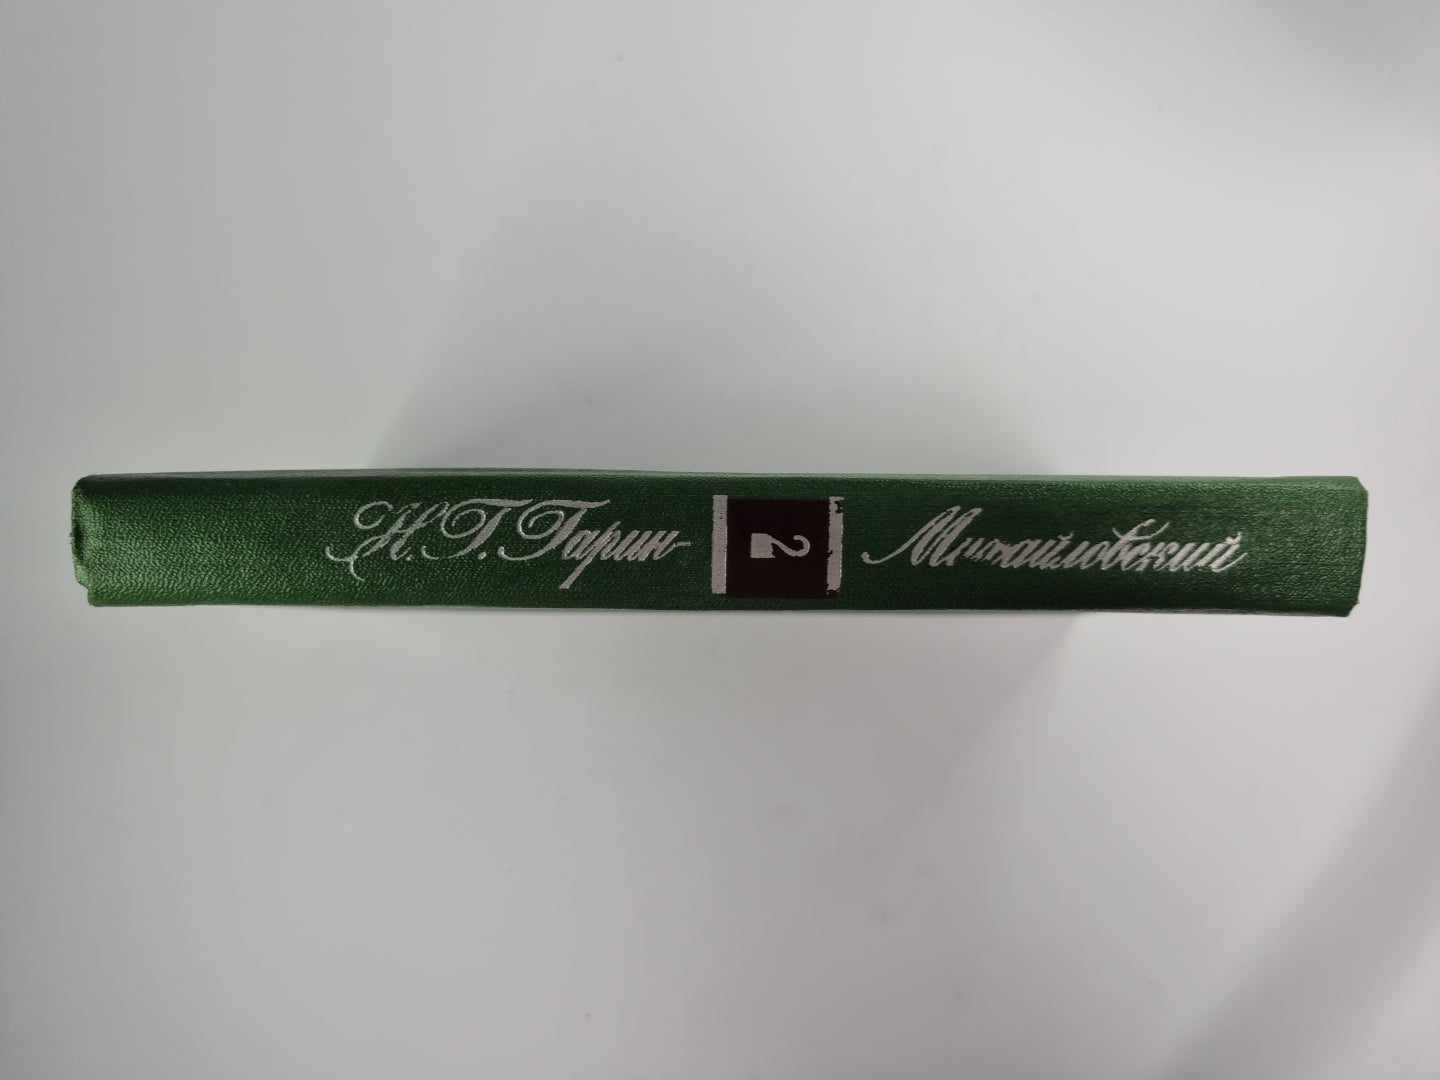 Н. Г. Гарин-
2
Михайловский